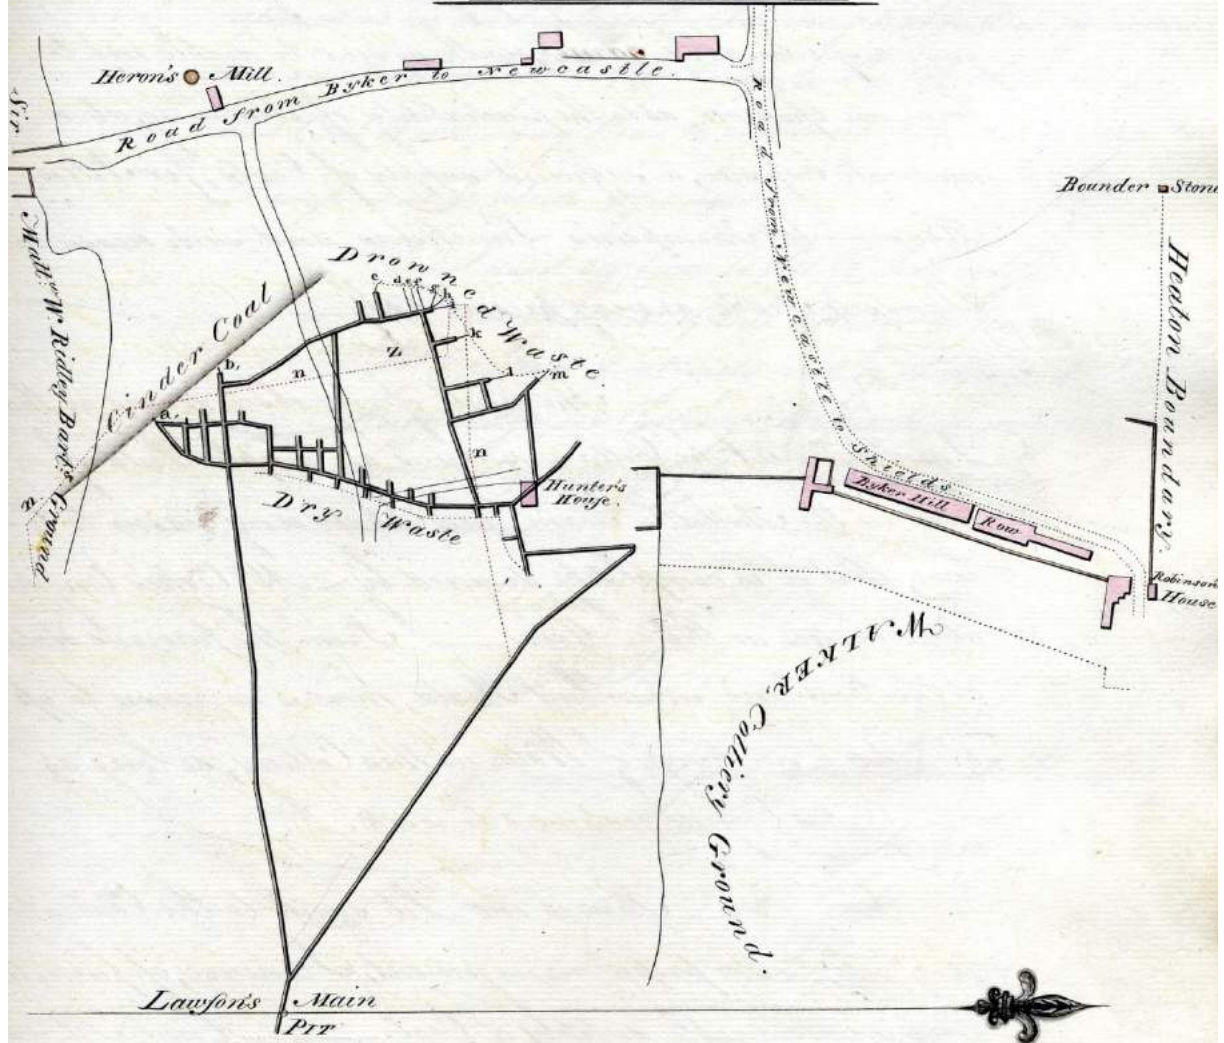 Heron's Mill.
Road from Byker to Newcastle.
Road from Newcastle to Shields
Sir
Matt. W. Ridley Bart's Ground
Bounder Stone
Heaton Boundary
Drowned Waste
Cinder Coal
c
d
e
g
h
k
l
m
b,
n
Z
a,
n
n
Dry Waste
Hunter's
House.
Byker Hill
Row
Robinson's
House
WALKER, Colliery Ground.
Lawson's Main
PIT